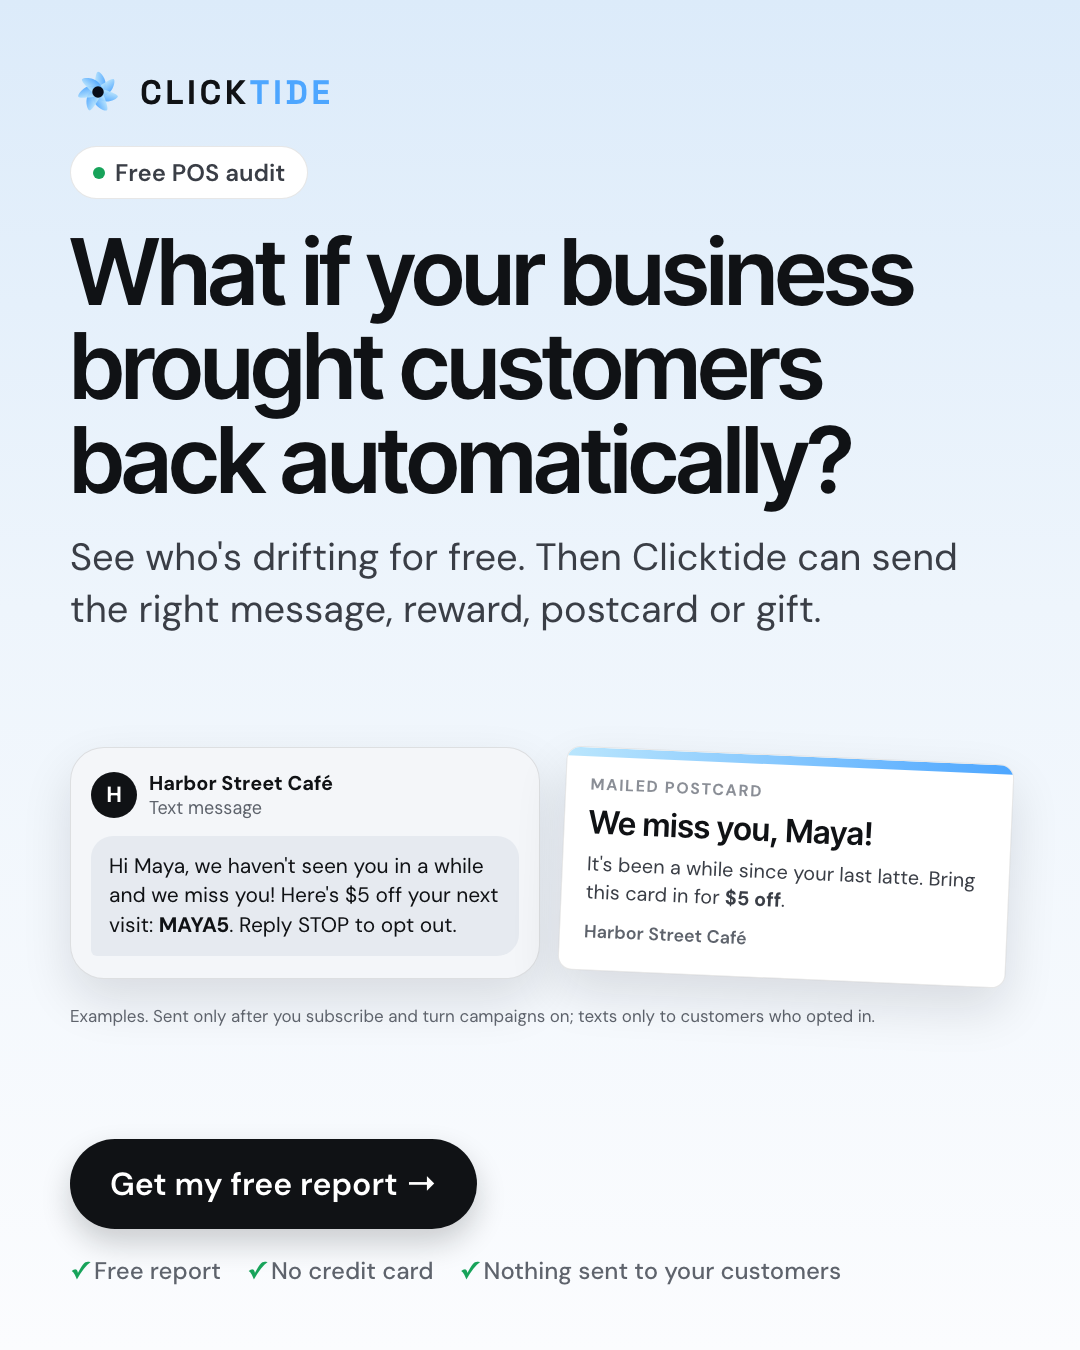 CLICKTIDE
Free POS audit
What if your business
brought customers
back automatically?
See who's drifting for free. Then Clicktide can send
the right message, reward, postcard or gift.
H
Harbor Street Café
Text message
Hi Maya, we haven't seen you in a while
and we miss you! Here's $5 off your next
visit: MAYA5. Reply STOP to opt out.
MAILED POSTCARD
We miss you, Maya!
It's been a while since your last latte. Bring
this card in for $5 off.
Harbor Street Café
Examples. Sent only after you subscribe and turn campaigns on; texts only to customers who opted in.
Get my free report →
✓ Free report ✓ No credit card ✓ Nothing sent to your customers